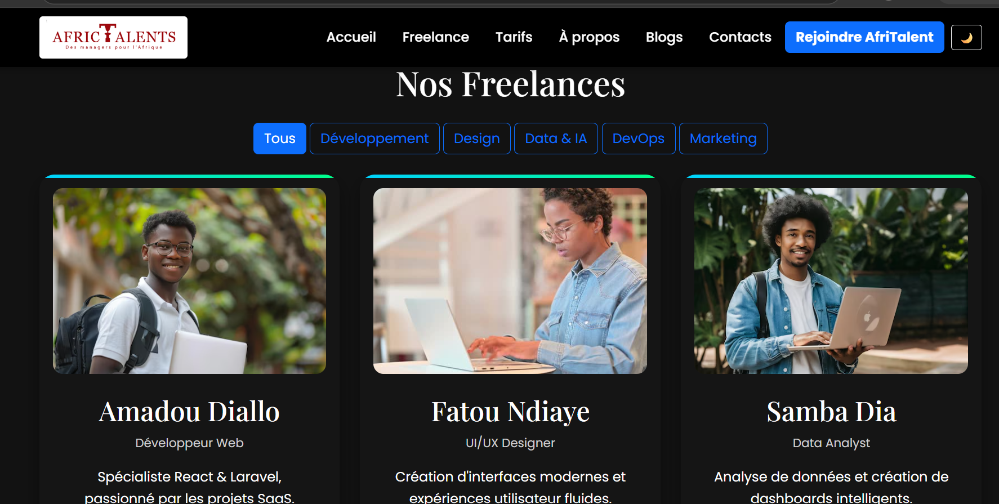 AFRICTALENTS
Des managers pour l'Afrique
Accueil
Freelance
Tarifs
À propos
Blogs
Contacts
Rejoindre AfriTalent
Nos Freelances
Tous
Développement
Design
Data & IA
DevOps
Marketing
Amadou Diallo
Développeur Web
Spécialiste React & Laravel,
passionné par les projets SaaS.
Fatou Ndiaye
UI/UX Designer
Création d'interfaces modernes et
expériences utilisateur fluides.
Samba Dia
Data Analyst
Analyse de données et création de
dashboards intelligents.